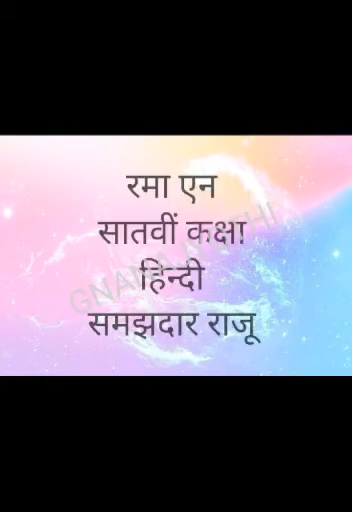 रमा एन
सातवीं कक्षा
हिन्दी
समझदार राजू